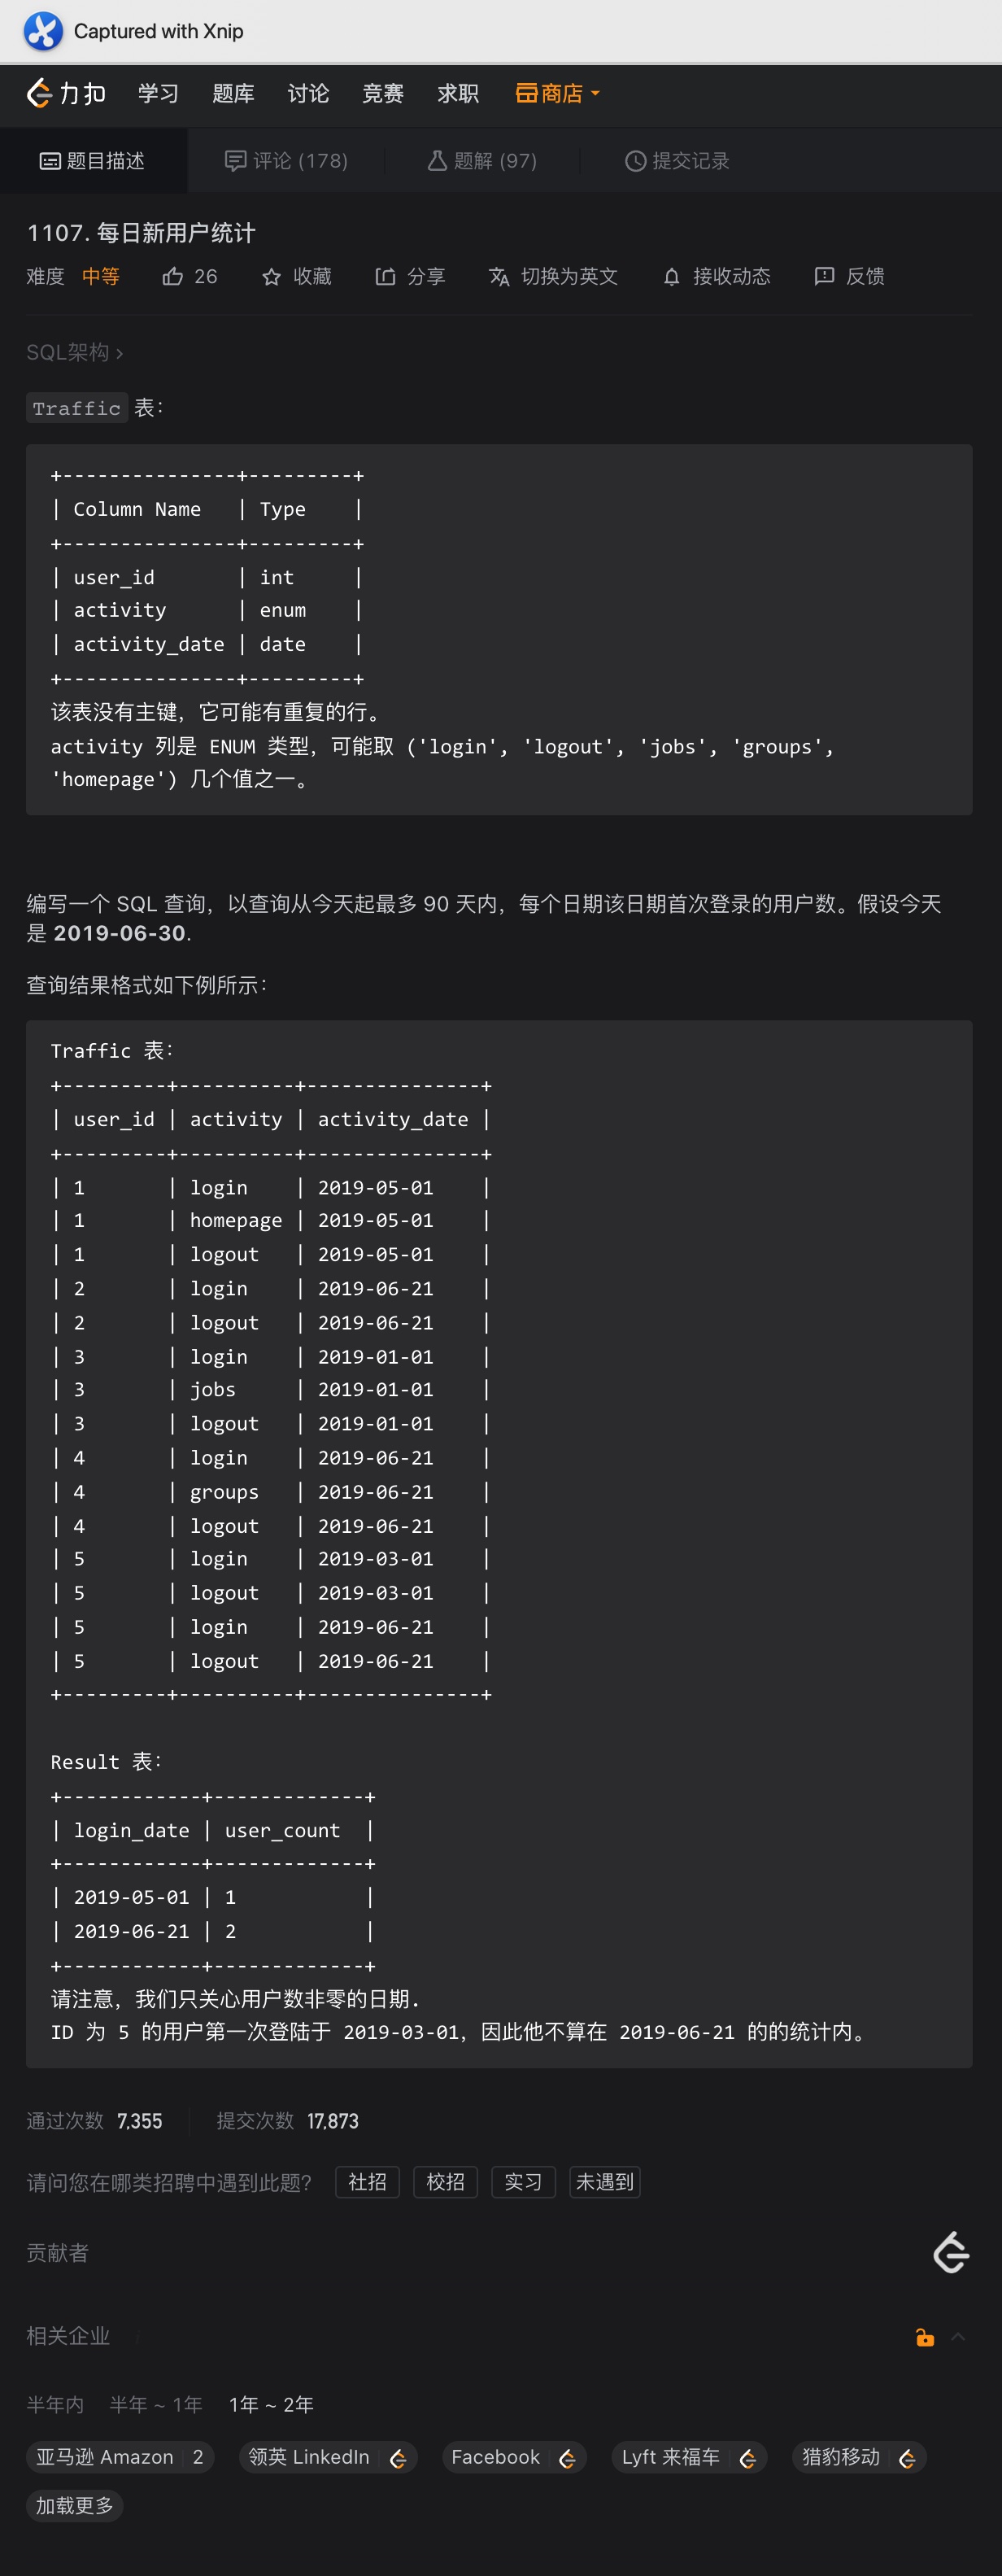 Captured with Xnip
力扣 学习 题库 讨论 竞赛 求职 商店
题目描述 评论 (178) 题解 (97) 提交记录
1107. 每日新用户统计
难度 中等 26 收藏 分享 切换为英文 接收动态 反馈
SQL架构 >
Traffic 表：
+---------------+---------+
| Column Name   | Type    |
+---------------+---------+
| user_id       | int     |
| activity      | enum    |
| activity_date | date    |
+---------------+---------+
该表没有主键，它可能有重复的行。
activity 列是 ENUM 类型，可能取 ('login', 'logout', 'jobs', 'groups',
'homepage') 几个值之一。
编写一个 SQL 查询，以查询从今天起最多 90 天内，每个日期该日期首次登录的用户数。假设今天
是 2019-06-30.
查询结果格式如下例所示：
Traffic 表：
+---------+----------+---------------+
| user_id | activity | activity_date |
+---------+----------+---------------+
| 1       | login    | 2019-05-01    |
| 1       | homepage | 2019-05-01    |
| 1       | logout   | 2019-05-01    |
| 2       | login    | 2019-06-21    |
| 2       | logout   | 2019-06-21    |
| 3       | login    | 2019-01-01    |
| 3       | jobs     | 2019-01-01    |
| 3       | logout   | 2019-01-01    |
| 4       | login    | 2019-06-21    |
| 4       | groups   | 2019-06-21    |
| 4       | logout   | 2019-06-21    |
| 5       | login    | 2019-03-01    |
| 5       | logout   | 2019-03-01    |
| 5       | login    | 2019-06-21    |
| 5       | logout   | 2019-06-21    |
+---------+----------+---------------+
Result 表：
+------------+-------------+
| login_date | user_count  |
+------------+-------------+
| 2019-05-01 | 1           |
| 2019-06-21 | 2           |
+------------+-------------+
请注意，我们只关心用户数非零的日期.
ID 为 5 的用户第一次登陆于 2019-03-01，因此他不算在 2019-06-21 的的统计内。
通过次数 7,355 提交次数 17,873
请问您在哪类招聘中遇到此题？ 社招 校招 实习 未遇到
贡献者
相关企业
半年内 半年 ~ 1年 1年 ~ 2年
亚马逊 Amazon 2 领英 LinkedIn Facebook Lyft 来福车 猎豹移动
加载更多